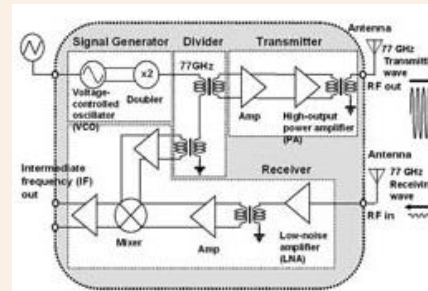 Signal Generator
Divider
Transmitter
Antenna
77 GHz
Transmitt
wave
RF out
x2
77GHz
Voltage-
controlled
oscillator
(VCO)
Doubler
Amp
High-output
power amplifier
(PA)
Receiver
Antenna
77 GHz
Receiving
wave
RF in
Intermediate
frequency (IF)
out
Mixer
Amp
Low-noise
amplifier
(LNA)